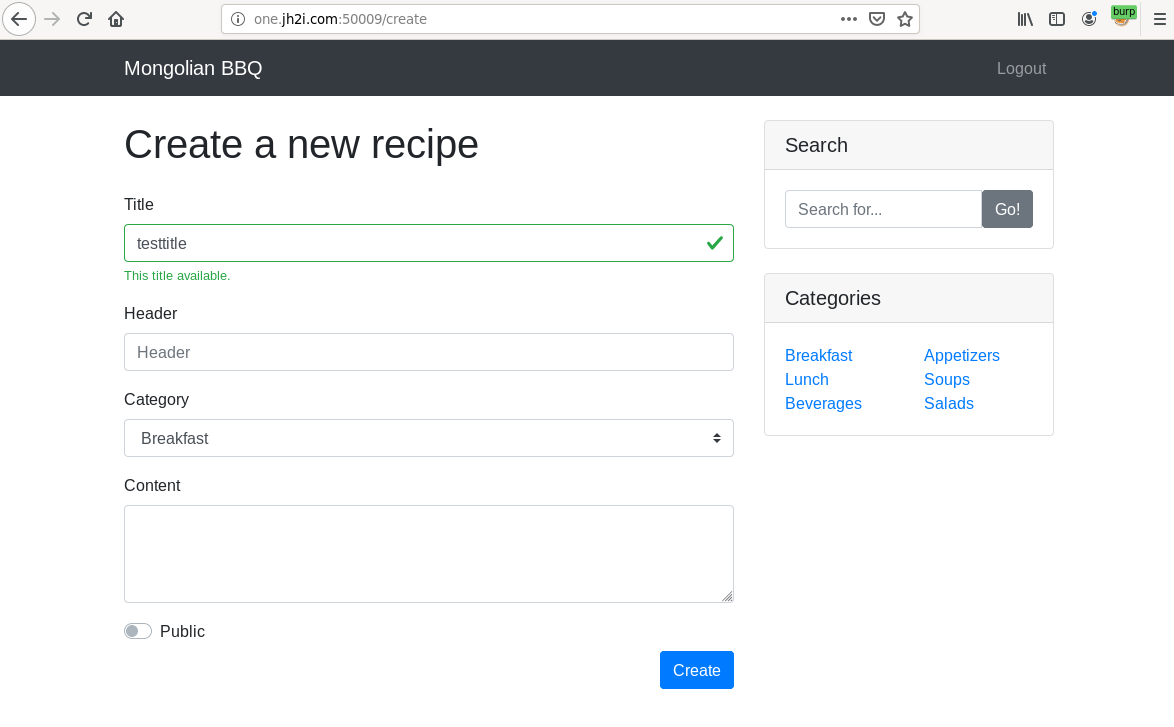 one.jh2i.com:50009/create
burp
Mongolian BBQ
Logout
Create a new recipe
Title
testtitle
This title available.
Header
Header
Category
Breakfast
Content
Public
Create
Search
Search for...
Go!
Categories
Breakfast Appetizers
Lunch Soups
Beverages Salads